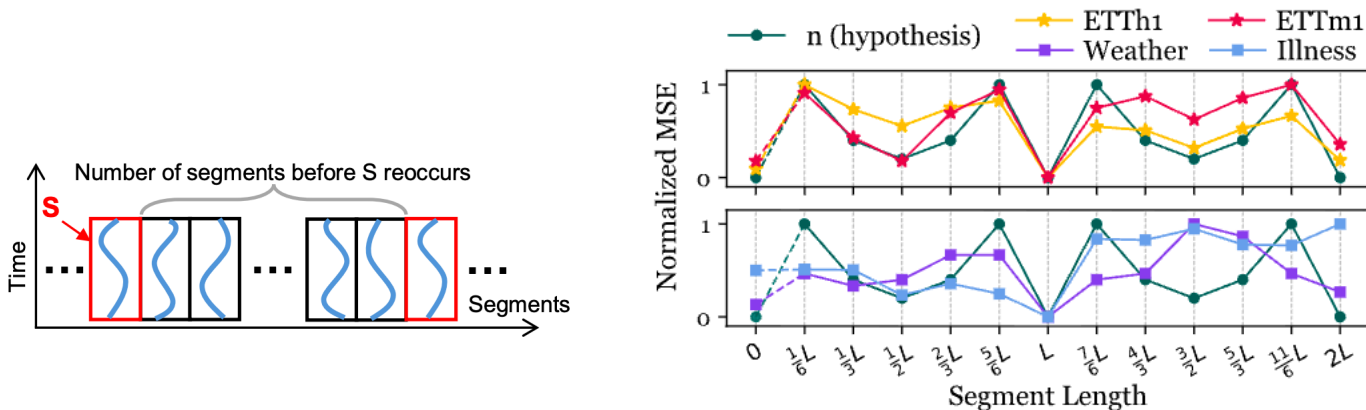 Number of segments before S reoccurs
S
Time
Segments
n (hypothesis)
ETTh1
ETTm1
Weather
Illness
Normalized MSE
1
0
1
0
0
1/6 L
1/3 L
1/2 L
2/3 L
5/6 L
L
7/6 L
4/3 L
3/2 L
5/3 L
11/6 L
2L
Segment Length